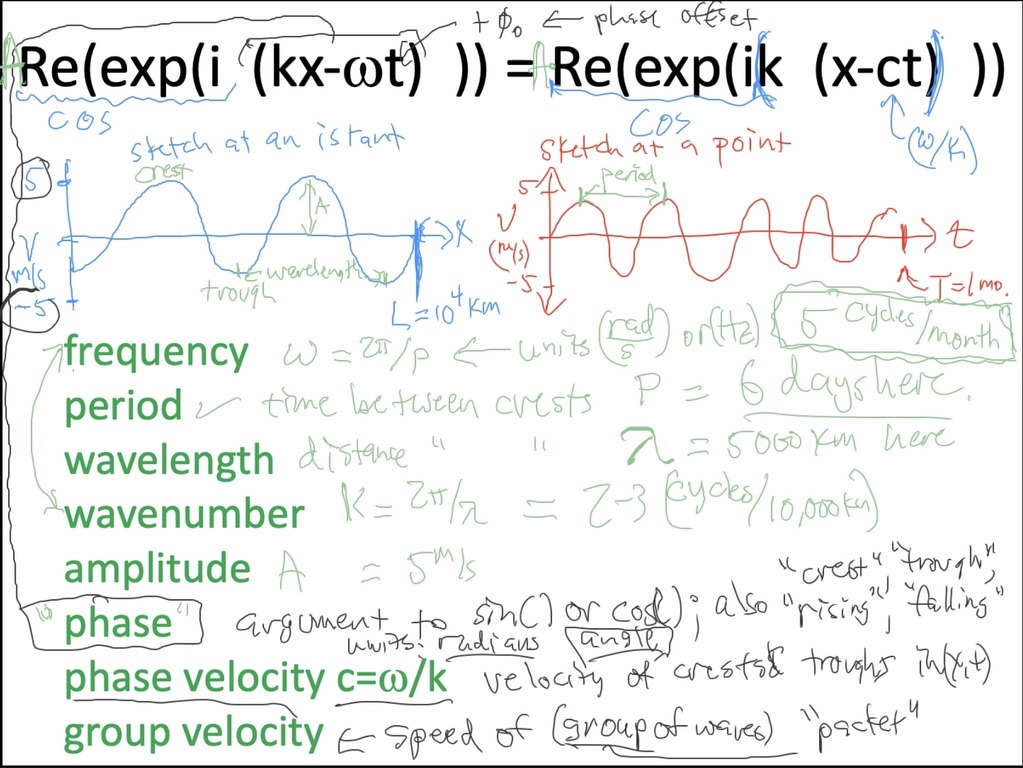 +ϕ₀ ← phase offset
A Re(exp(i (kx-ωt) )) = A Re(exp(ik (x-ct) ))
cos
cos
(ω/k)
sketch at an istant
sketch at a point
crest
period
5
A
V
m/s
-5
x
wavelength
trough
L = 10⁴ km
5
V
(m/s)
-5
t
T = 1 mo.
frequency ω = 2π/p ← units (rad/s) or (Hz) 5 cycles/month
period ✓ time between crests P = 6 days here.
wavelength distance " " λ = 5000 km here
wavenumber K = 2π/λ = 2-3 (cycles/10,000km)
amplitude A = 5 m/s
"crest" "trough",
"phase" argument to sin() or cos(); also "rising", "falling"
units: radians angle
phase velocity c=ω/k velocity of crests & troughs in (x,t)
group velocity ← speed of (group of waves) "packet"